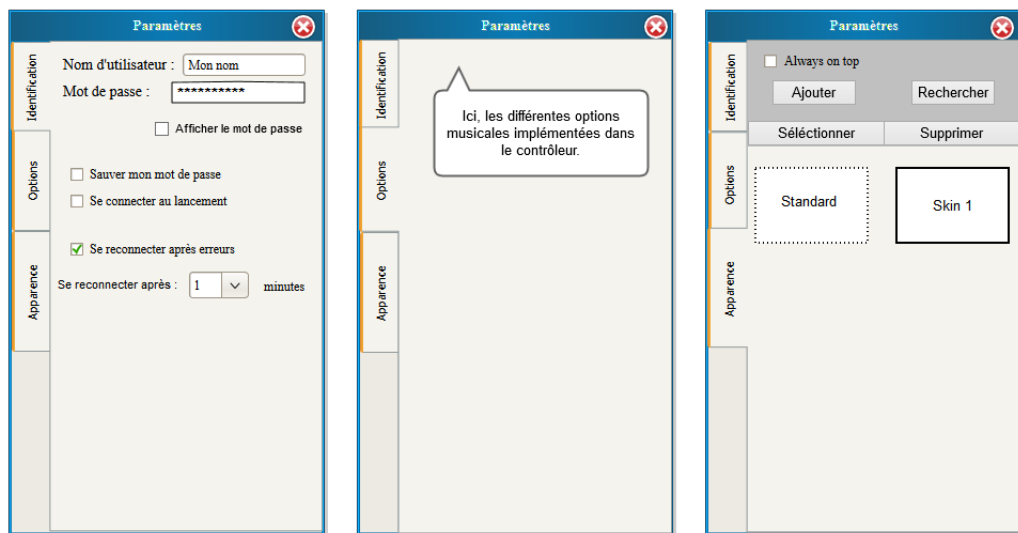 Paramètres
Identification
Options
Apparence
Nom d'utilisateur :
Mon nom
Mot de passe :
**********
Afficher le mot de passe
Sauver mon mot de passe
Se connecter au lancement
Se reconnecter après erreurs
Se reconnecter après :
1
minutes
Paramètres
Identification
Options
Apparence
Ici, les différentes options
musicales implémentées dans
le contrôleur.
Paramètres
Identification
Options
Apparence
Always on top
Ajouter
Rechercher
Séléctionner
Supprimer
Standard
Skin 1